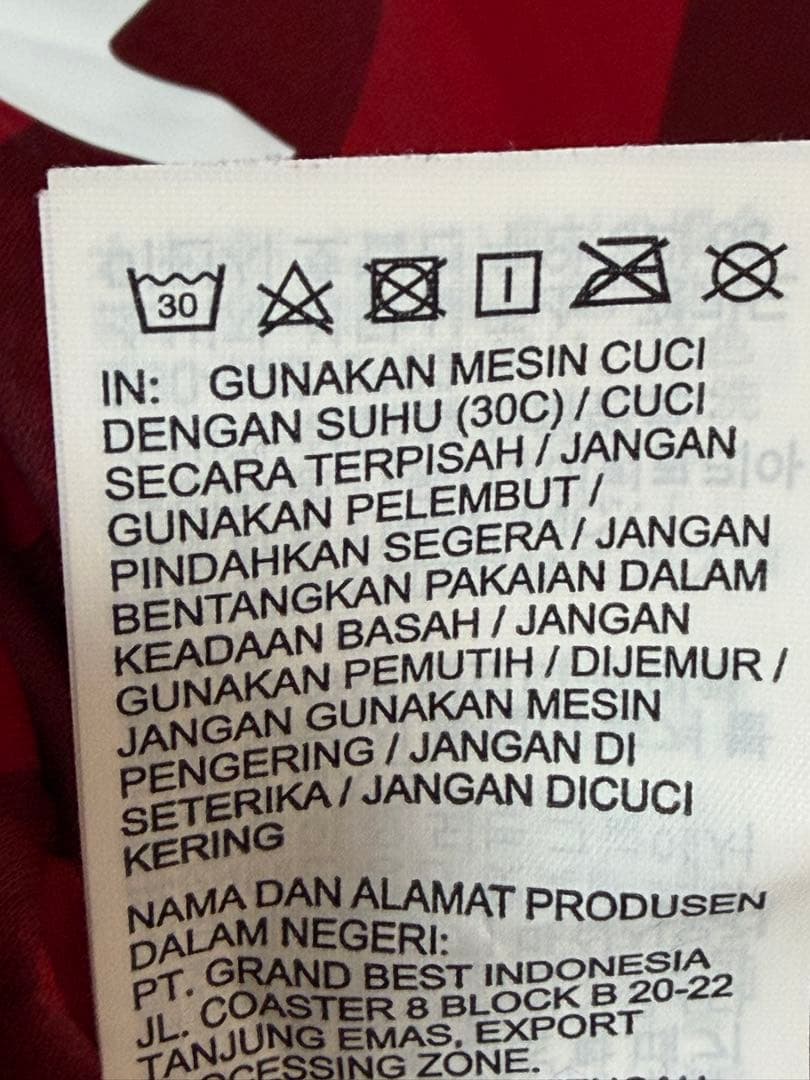 30
IN: GUNAKAN MESIN CUCI
DENGAN SUHU (30C) / CUCI
SECARA TERPISAH / JANGAN
GUNAKAN PELEMBUT /
PINDAHKAN SEGERA / JANGAN
BENTANGKAN PAKAIAN DALAM
KEADAAN BASAH / JANGAN
GUNAKAN PEMUTIH / DIJEMUR /
JANGAN GUNAKAN MESIN
PENGERING / JANGAN DI
SETERIKA / JANGAN DICUCI
KERING
NAMA DAN ALAMAT PRODUSEN
DALAM NEGERI:
PT. GRAND BEST INDONESIA
JL. COASTER 8 BLOCK B 20-22
TANJUNG EMAS, EXPORT
ZONE.